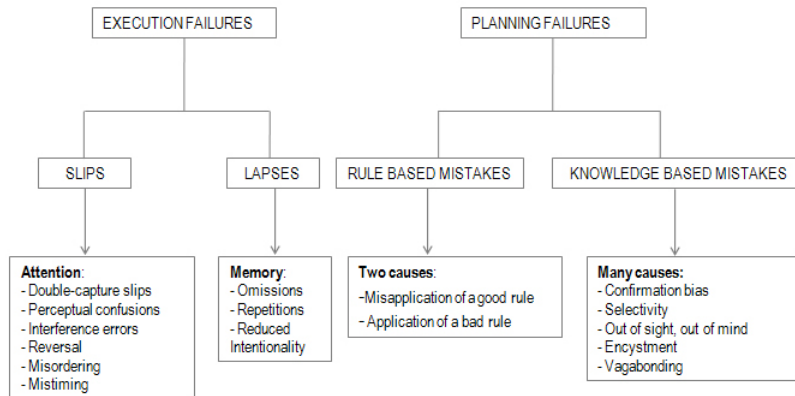 EXECUTION FAILURES
PLANNING FAILURES
SLIPS
LAPSES
RULE BASED MISTAKES
KNOWLEDGE BASED MISTAKES
Attention:
- Double-capture slips
- Perceptual confusions
- Interference errors
- Reversal
- Misordering
- Mistiming
Memory:
- Omissions
- Repetitions
- Reduced
Intentionality
Two causes:
-Misapplication of a good rule
- Application of a bad rule
Many causes:
- Confirmation bias
- Selectivity
- Out of sight, out of mind
- Encystment
- Vagabonding